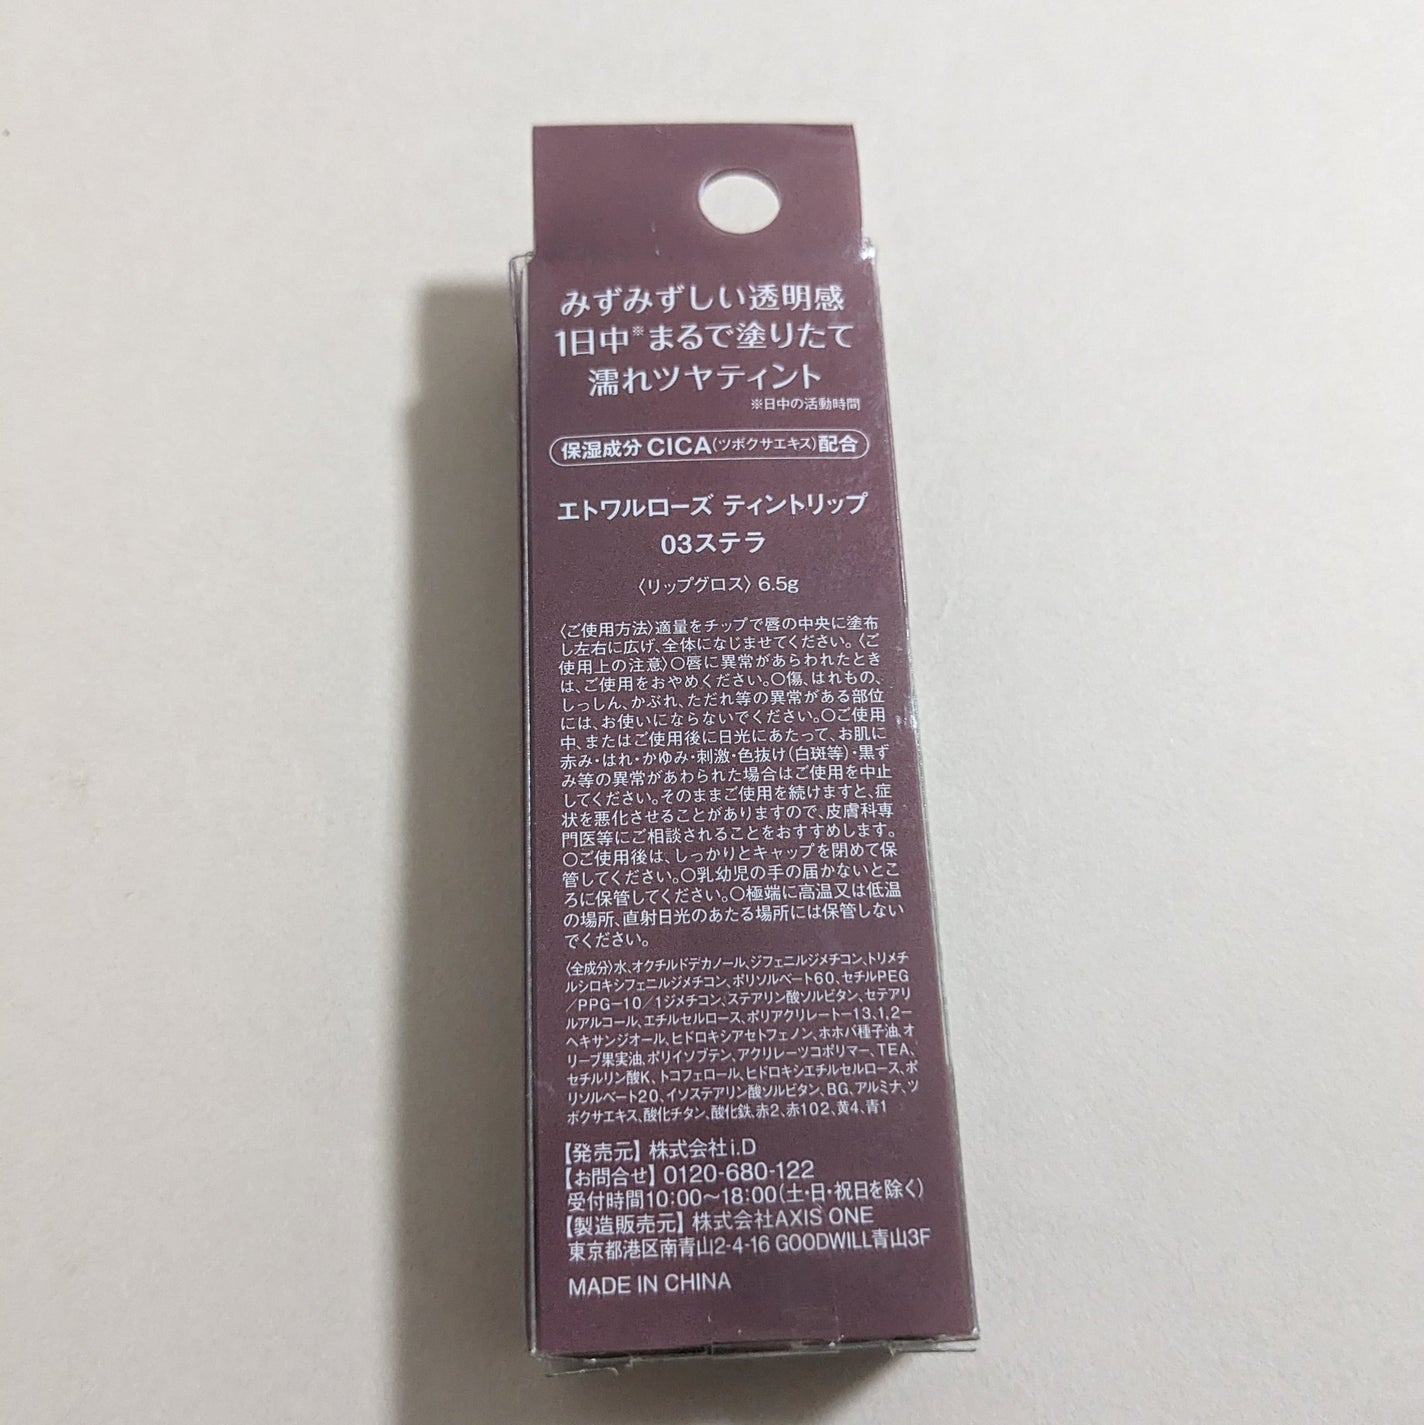 みずみずしい透明感
1日中※まるで塗りたて
濡れツヤティント
※日中の活動時間
保湿成分CICA(ツボクサエキス)配合
エトワルローズ ティントリップ
03ステラ
〈リップグロス〉6.5g
〈ご使用方法〉適量をチップで唇の中央に塗布
し左右に広げ、全体になじませてください。〈ご
使用上の注意〉○唇に異常があらわれたとき
は、ご使用をおやめください。○傷、はれもの、
しっしん、かぶれ、ただれ等の異常がある部位
には、お使いにならないでください。○ご使用
中、またはご使用後に日光にあたって、お肌に
赤み・はれ・かゆみ・刺激・色抜け(白斑等)・黒ず
み等の異常があわられた場合はご使用を中止
してください。そのままご使用を続けますと、症
状を悪化させることがありますので、皮膚科専
門医等にご相談されることをおすすめします。
○ご使用後は、しっかりとキャップを閉めて保
管してください。○乳幼児の手の届かないとこ
ろに保管してください。○極端に高温又は低温
の場所、直射日光のあたる場所には保管しない
でください。
〈全成分〉水、オクチルドデカノール、ジフェニルジメチコン、トリメチ
ルシロキシフェニルジメチコン、ポリソルベート60、セチルPEG
/PPG-10/1ジメチコン、ステアリン酸ソルビタン、セテアリ
ルアルコール、エチルセルロース、ポリアクリレート-13、1,2-
ヘキサンジオール、ヒドロキシアセトフェノン、ホホバ種子油、オ
リーブ果実油、ポリイソブテン、アクリレーツコポリマー、TEA、
セチルリン酸K、トコフェロール、ヒドロキシエチルセルロース、ポ
リソルベート20、イソステアリン酸ソルビタン、BG、アルミナ、ツ
ボクサエキス、酸化チタン、酸化鉄、赤2、赤102、黄4、青1
【発売元】株式会社i.D
【お問合せ】0120-680-122
受付時間10:00〜18:00(土・日・祝日を除く)
【製造販売元】株式会社AXIS ONE
東京都港区南青山2-4-16 GOODWILL青山3F
MADE IN CHINA